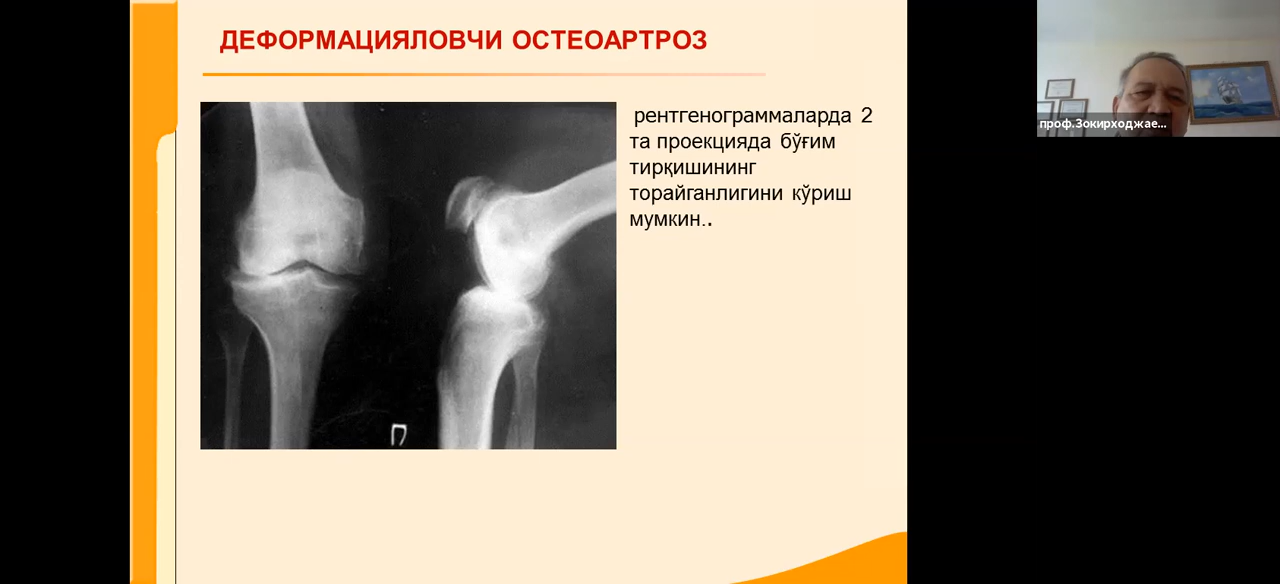 ДЕФОРМАЦИЯЛОВЧИ ОСТЕОАРТРОЗ
рентгенограммаларда 2
та проекцияда бўғим
тирқишининг
торайганлигини кўриш
мумкин..
П
проф.Зокирходжае...